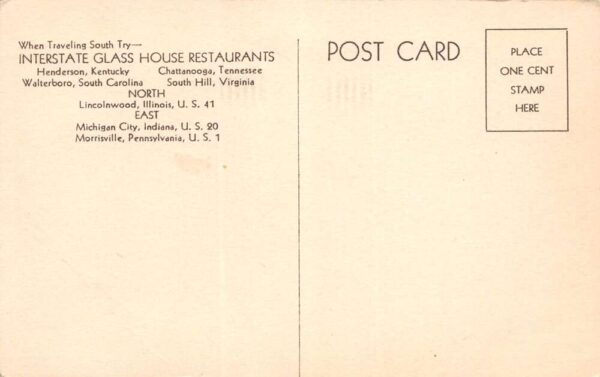 When Traveling South Try—
INTERSTATE GLASS HOUSE RESTAURANTS
Henderson, Kentucky Chattanooga, Tennessee
Walterboro, South Carolina South Hill, Virginia
NORTH
Lincolnwood, Illinois, U. S. 41
EAST
Michigan City, Indiana, U. S. 20
Morrisville, Pennsylvania, U. S. 1
POST CARD
PLACE
ONE CENT
STAMP
HERE